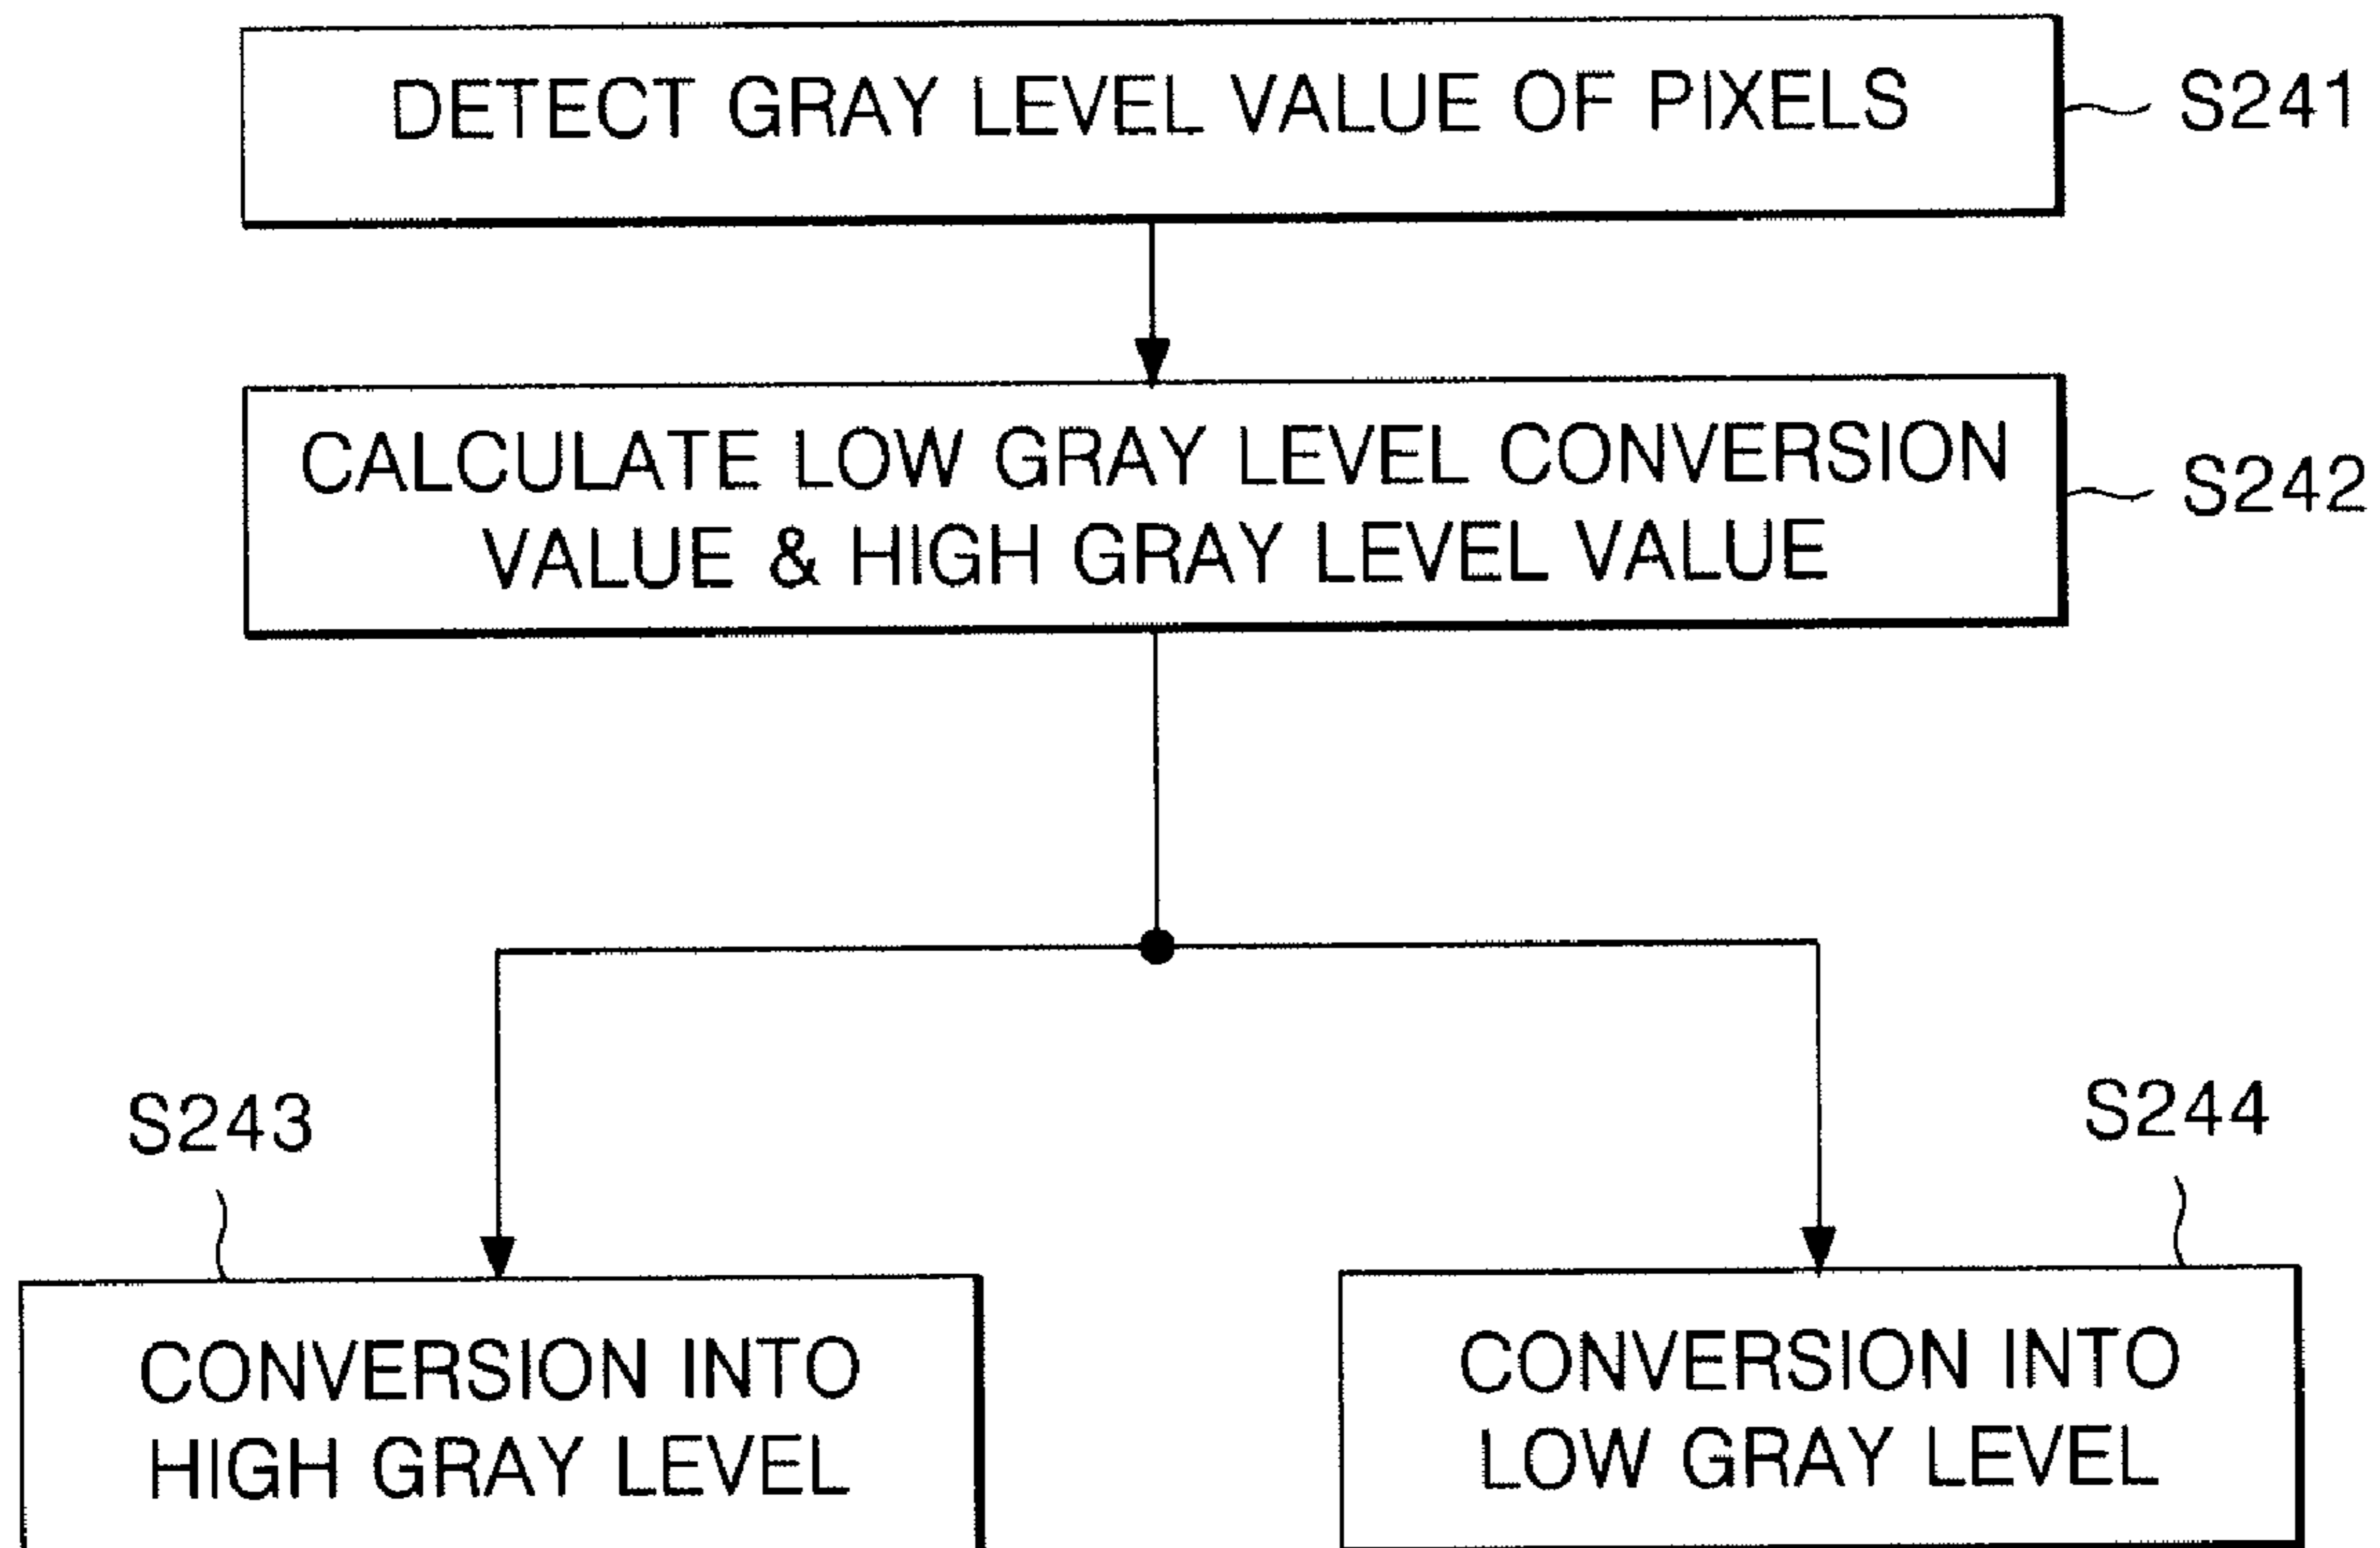 DETECT GRAY LEVEL VALUE OF PIXELS
S241
CALCULATE LOW GRAY LEVEL CONVERSION
VALUE & HIGH GRAY LEVEL VALUE
S242
S243
S244
CONVERSION INTO
HIGH GRAY LEVEL
CONVERSION INTO
LOW GRAY LEVEL